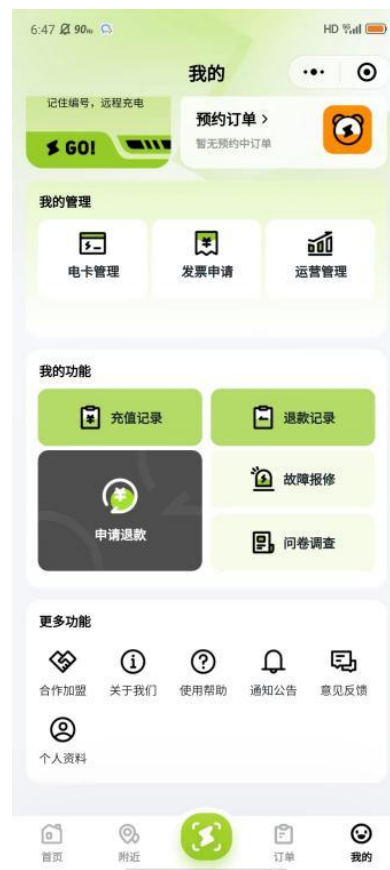 6:47
HD
我的
记住编号，远程充电
GO!
预约订单 >
暂无预约中订单
我的管理
电卡管理
发票申请
运营管理
我的功能
充值记录
退款记录
申请退款
故障报修
问卷调查
更多功能
合作加盟
关于我们
使用帮助
通知公告
意见反馈
个人资料
首页
附近
订单
我的